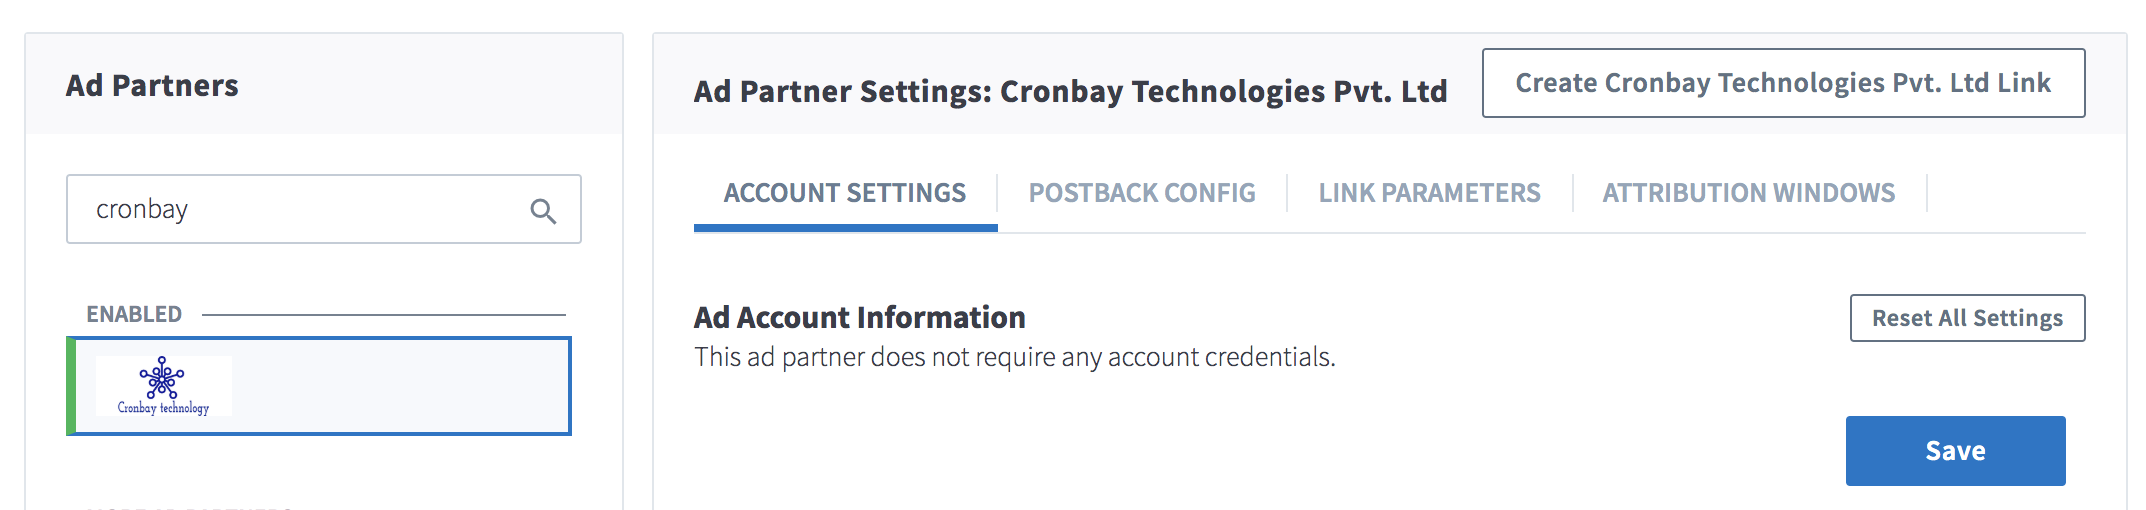 Ad Partners
cronbay
ENABLED
Cronbay technology
Ad Partner Settings: Cronbay Technologies Pvt. Ltd
Create Cronbay Technologies Pvt. Ltd Link
ACCOUNT SETTINGS
POSTBACK CONFIG
LINK PARAMETERS
ATTRIBUTION WINDOWS
Ad Account Information
Reset All Settings
This ad partner does not require any account credentials.
Save